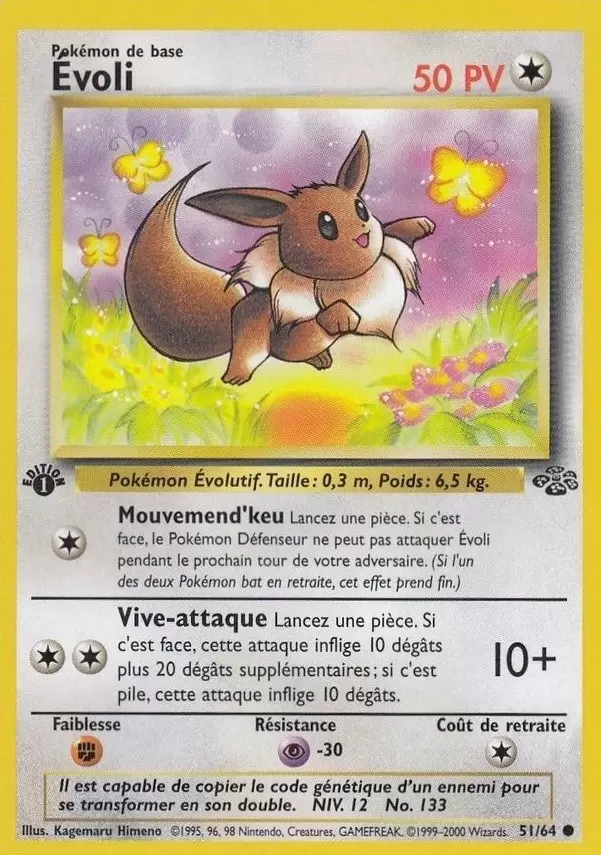 Pokémon de base
Évoli
50 PV
EDITION
1
Pokémon Évolutif. Taille : 0,3 m, Poids : 6,5 kg.
Mouvemend'keu Lancez une pièce. Si c'est
face, le Pokémon Défenseur ne peut pas attaquer Évoli
pendant le prochain tour de votre adversaire. (Si l'un
des deux Pokémon bat en retraite, cet effet prend fin.)
Vive-attaque Lancez une pièce. Si
c'est face, cette attaque inflige 10 dégâts
plus 20 dégâts supplémentaires ; si c'est
pile, cette attaque inflige 10 dégâts.
10+
Faiblesse
Résistance
Coût de retraite
-30
Il est capable de copier le code génétique d'un ennemi pour
se transformer en son double. NIV. 12 No. 133
Illus. Kagemaru Himeno ©1995, 96, 98 Nintendo, Creatures, GAMEFREAK. ©1999-2000 Wizards. 51/64